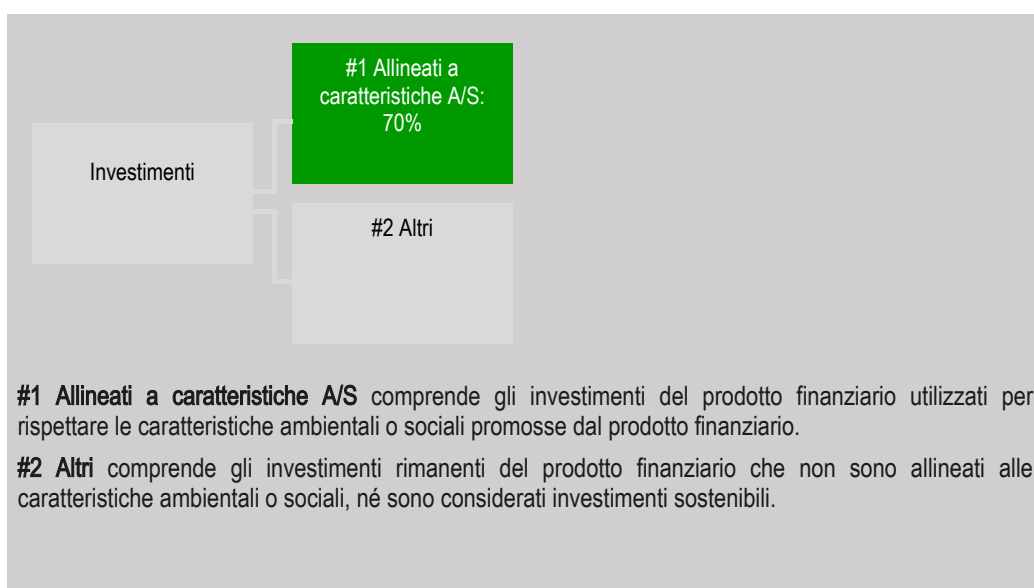 #1 Allineati a
caratteristiche A/S:
70%
Investimenti
#2 Altri
#1 Allineati a caratteristiche A/S comprende gli investimenti del prodotto finanziario utilizzati per
rispettare le caratteristiche ambientali o sociali promosse dal prodotto finanziario.
#2 Altri comprende gli investimenti rimanenti del prodotto finanziario che non sono allineati alle
caratteristiche ambientali o sociali, né sono considerati investimenti sostenibili.